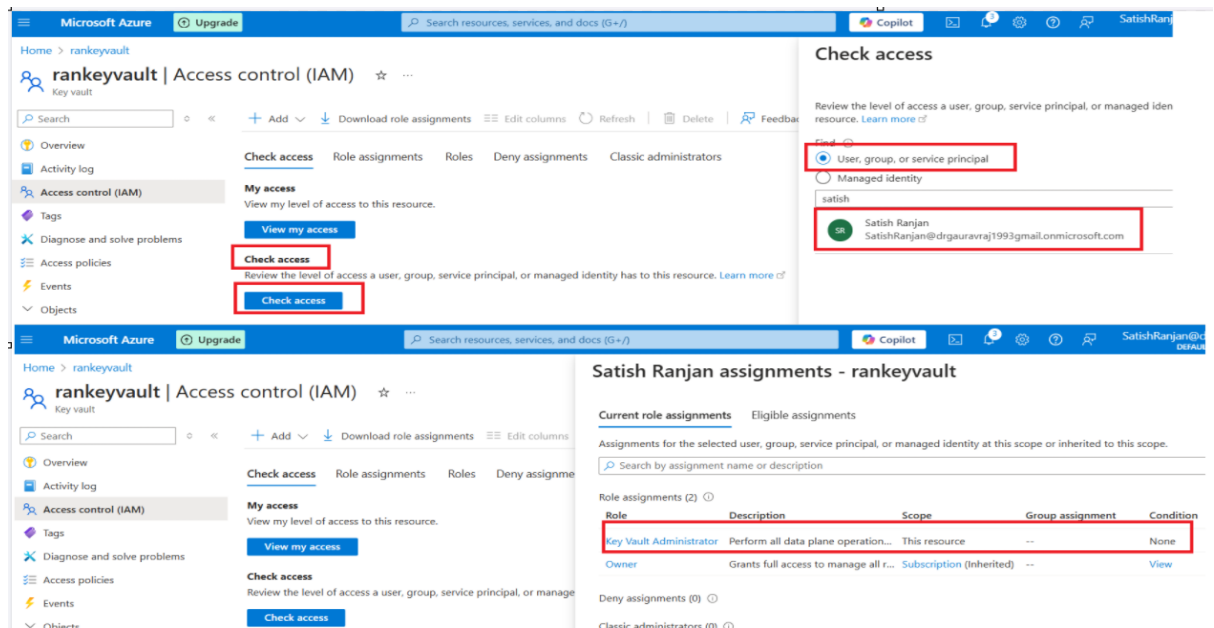 Microsoft Azure Upgrade Search resources, services, and docs (G+/) Copilot 3 SatishRanj
Home > rankeyvault
rankeyvault | Access control (IAM) ☆ ...
Key vault
Search
Overview
Activity log
Access control (IAM)
Tags
Diagnose and solve problems
Access policies
Events
Objects
+ Add Download role assignments Edit columns Refresh Delete Feedba
Check access Role assignments Roles Deny assignments Classic administrators
My access
View my level of access to this resource.
View my access
Check access
Review the level of access a user, group, service principal, or managed identity has to this resource. Learn more
Check access
Check access
Review the level of access a user, group, service principal, or managed iden
resource. Learn more
Find
User, group, or service principal
Managed identity
satish
SR
Satish Ranjan
SatishRanjan@drgauravraj1993gmail.onmicrosoft.com
Microsoft Azure Upgrade Search resources, services, and docs (G+/) Copilot 3 SatishRanjan@d
DEFAU
Home > rankeyvault
rankeyvault | Access control (IAM) ☆ ...
Key vault
Search
Overview
Activity log
Access control (IAM)
Tags
Diagnose and solve problems
Access policies
Events
Objects
+ Add Download role assignments Edit columns
Check access Role assignments Roles Deny assignme
My access
View my level of access to this resource.
View my access
Check access
Review the level of access a user, group, service principal, or manage
Check access
Satish Ranjan assignments - rankeyvault
Current role assignments Eligible assignments
Assignments for the selected user, group, service principal, or managed identity at this scope or inherited to this scope.
Search by assignment name or description
Role assignments (2)
Role Description Scope Group assignment Condition
Key Vault Administrator Perform all data plane operation... This resource -- None
Owner Grants full access to manage all r... Subscription (Inherited) -- View
Deny assignments (0)
Classic administrators (0)